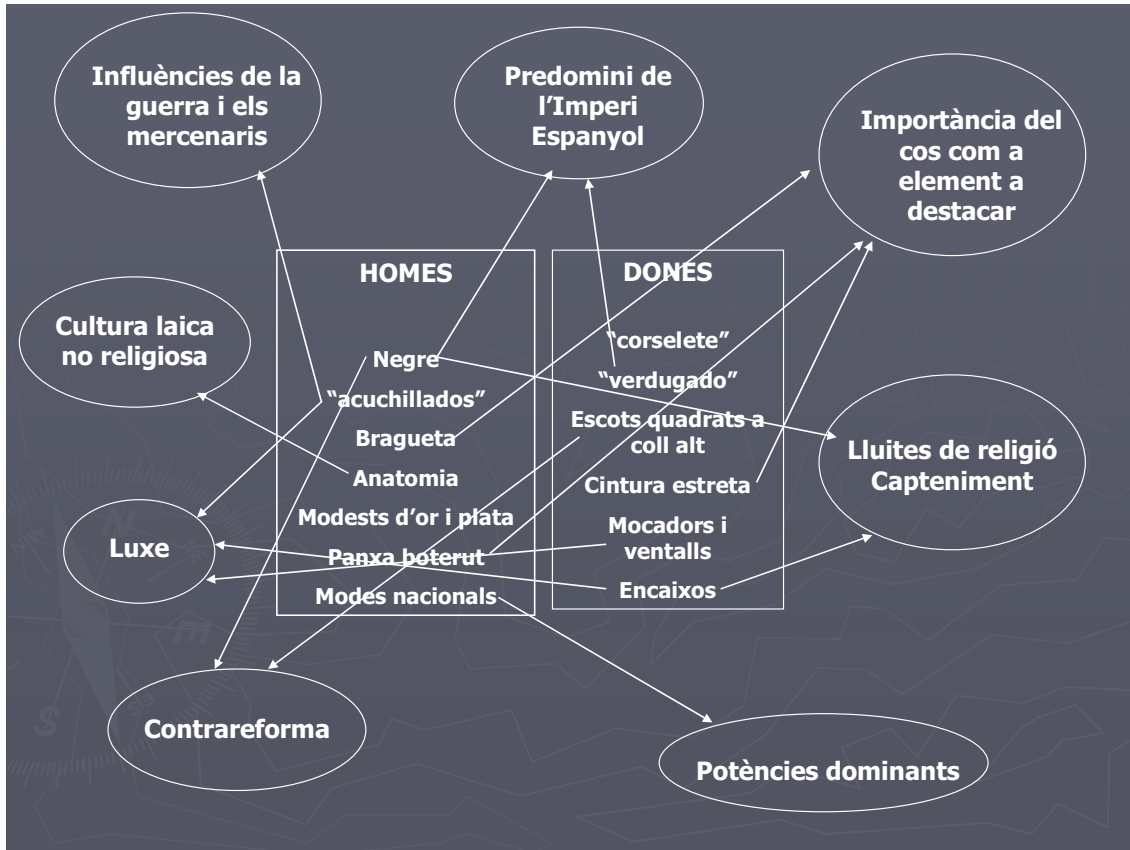 Influències de la
guerra i els
mercenaris
Predomini de
l'Imperi
Espanyol
Importància del
cos com a
element a
destacar
HOMES
Negre
"acuchillados"
Bragueta
Anatomia
Modests d'or i plata
Panxa boterut
Modes nacionals
DONES
"corselete"
"verdugado"
Escots quadrats a
coll alt
Cintura estreta
Mocadors i
ventalls
Encaixos
Cultura laica
no religiosa
Lluites de religió
Capteniment
Luxe
Contrareforma
Potències dominants
N
NW
E
SE
S